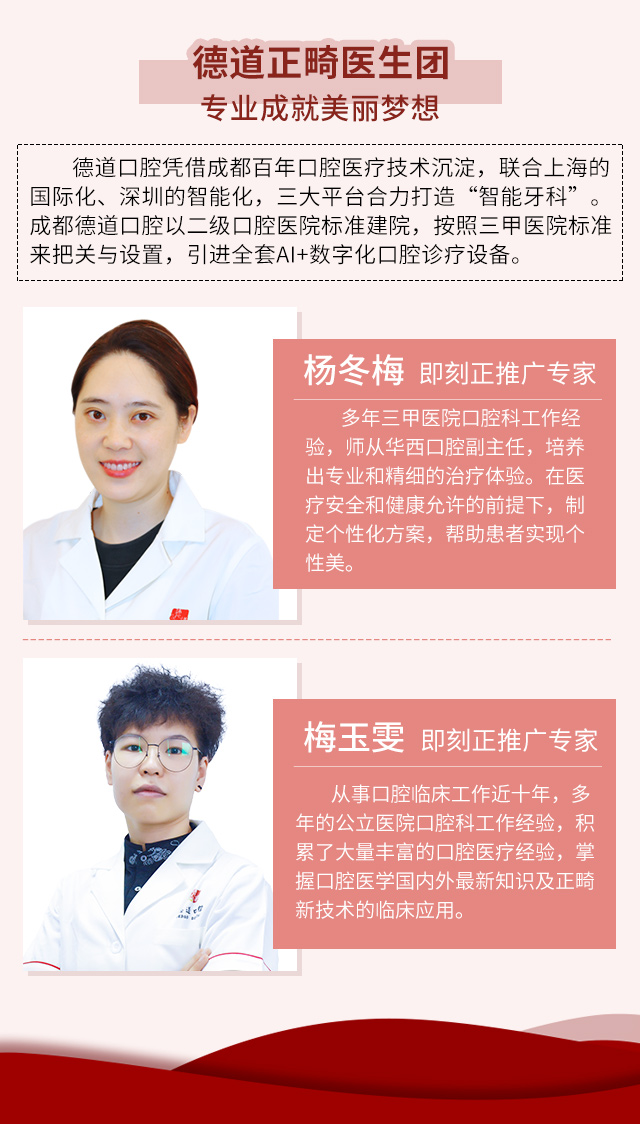 德道正畸医生团
专业成就美丽梦想
德道口腔凭借成都百年口腔医疗技术沉淀，联合上海的
国际化、深圳的智能化，三大平台合力打造“智能牙科”。
成都德道口腔以二级口腔医院标准建院，按照三甲医院标准
来把关与设置，引进全套AI+数字化口腔诊疗设备。
杨冬梅 即刻正推广专家
多年三甲医院口腔科工作经
验，师从华西口腔副主任，培养
出专业和精细的治疗体验。在医
疗安全和健康允许的前提下，制
定个性化方案，帮助患者实现个
性美。
梅玉雯 即刻正推广专家
从事口腔临床工作近十年，多
年的公立医院口腔科工作经验，积
累了大量丰富的口腔医疗经验，掌
握口腔医学国内外最新知识及正畸
新技术的临床应用。